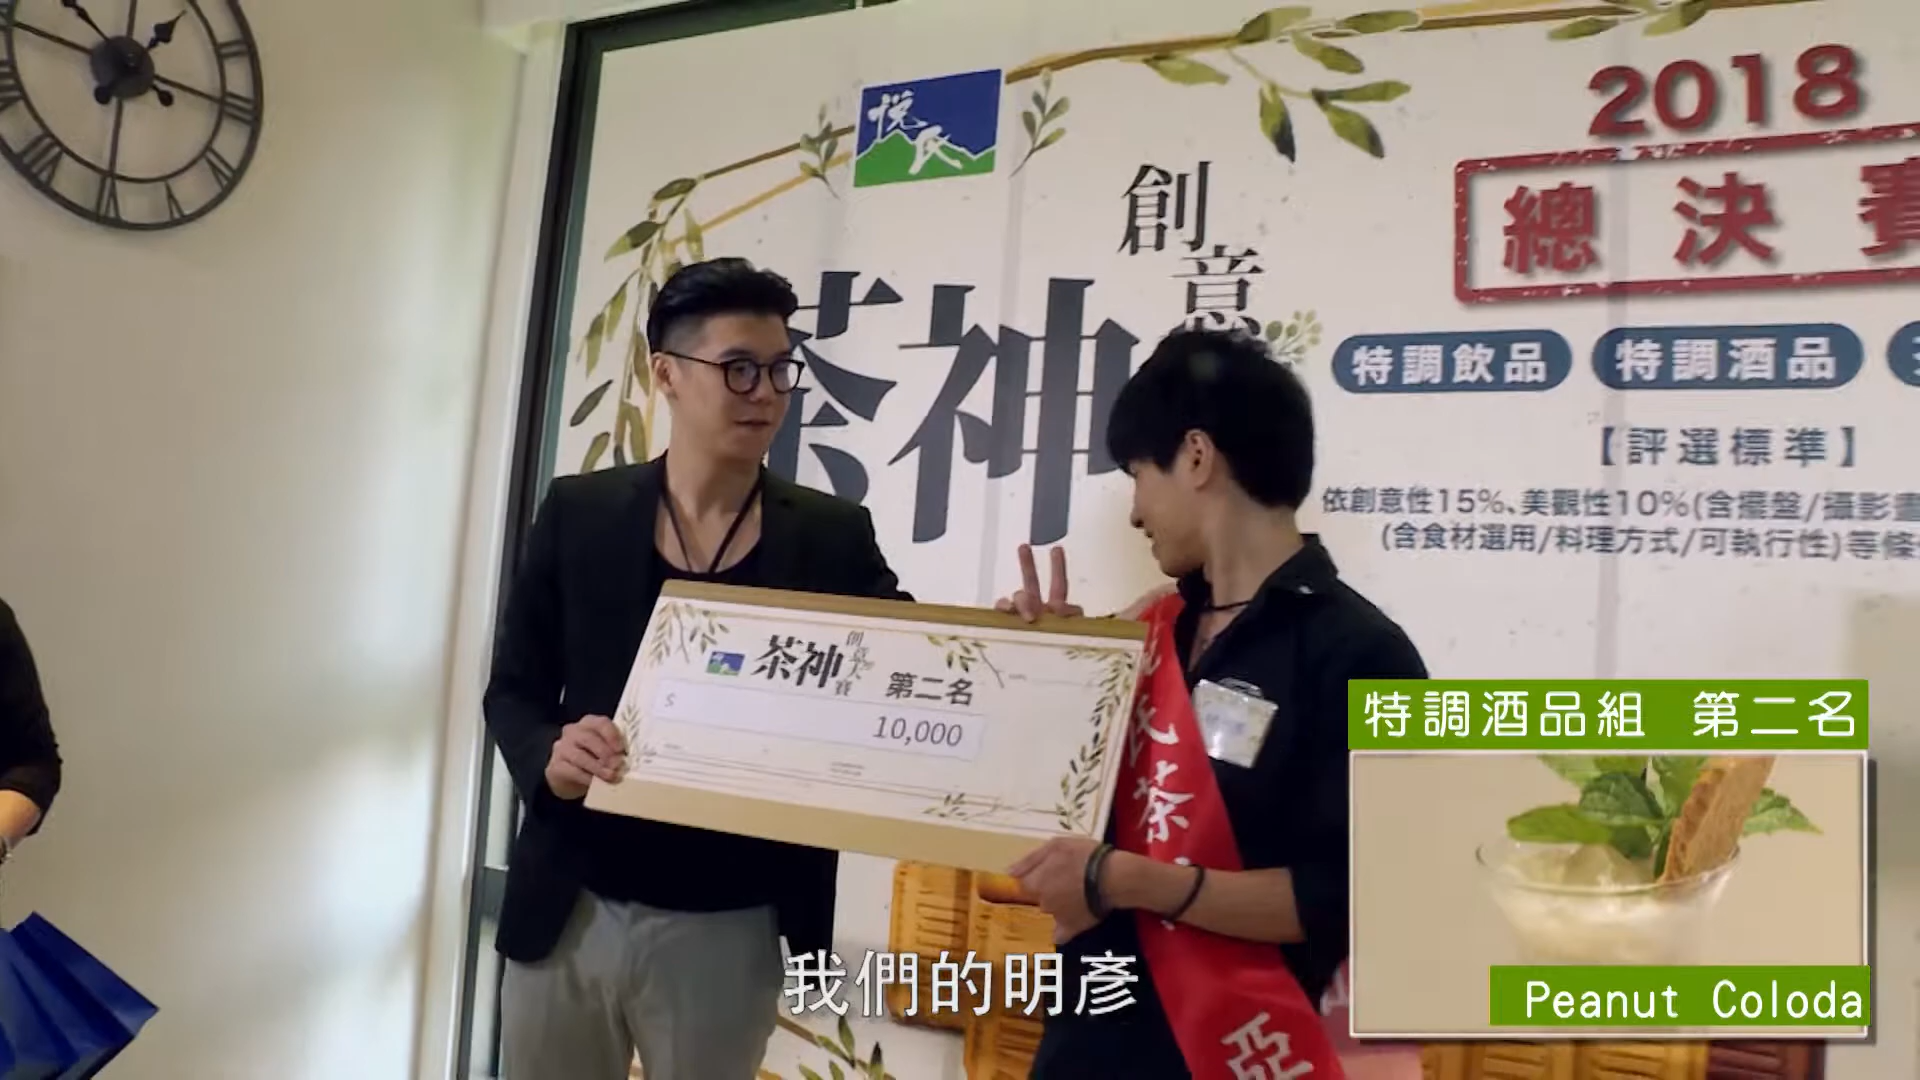 悅氏
創意
茶神
2018
總決賽
特調飲品
特調酒品
【評選標準】
依創意性15%、美觀性10%(含擺盤/攝影畫
(含食材選用/料理方式/可執行性)等條
茶神
創意大賽
第二名
$
10,000
氏茶
亞
特調酒品組 第二名
Peanut Coloda
我們的明彥